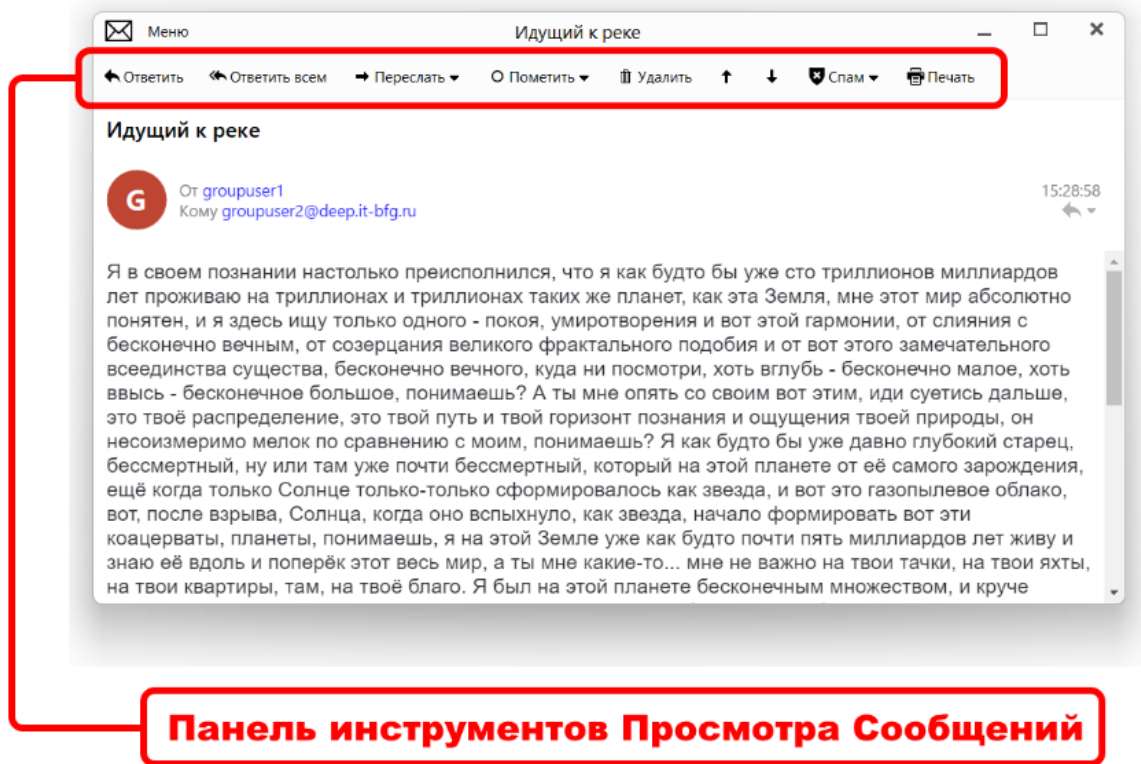 Меню
Идущий к реке
Ответить Ответить всем Переслать Пометить Удалить Спам Печать
Идущий к реке
G
От groupuser1
15:28:58
Кому groupuser2@deep.it-bfg.ru
Я в своем познании настолько преисполнился, что я как будто бы уже сто триллионов миллиардов
лет проживаю на триллионах и триллионах таких же планет, как эта Земля, мне этот мир абсолютно
понятен, и я здесь ищу только одного - покоя, умиротворения и вот этой гармонии, от слияния с
бесконечно вечным, от созерцания великого фрактального подобия и от вот этого замечательного
всеединства существа, бесконечно вечного, куда ни посмотри, хоть вглубь - бесконечно малое, хоть
ввысь - бесконечное большое, понимаешь? А ты мне опять со своим вот этим, иди суетись дальше,
это твоё распределение, это твой путь и твой горизонт познания и ощущения твоей природы, он
несоизмеримо мелок по сравнению с моим, понимаешь? Я как будто бы уже давно глубокий старец,
бессмертный, ну или там уже почти бессмертный, который на этой планете от её самого зарождения,
ещё когда только Солнце только-только сформировалось как звезда, и вот это газопылевое облако,
вот, после взрыва, Солнца, когда оно вспыхнуло, как звезда, начало формировать вот эти
коацерваты, планеты, понимаешь, я на этой Земле уже как будто почти пять миллиардов лет живу и
знаю её вдоль и поперёк этот весь мир, а ты мне какие-то... мне не важно на твои тачки, на твои яхты,
на твои квартиры, там, на твоё благо. Я был на этой планете бесконечным множеством, и круче
Панель инструментов Просмотра Сообщений